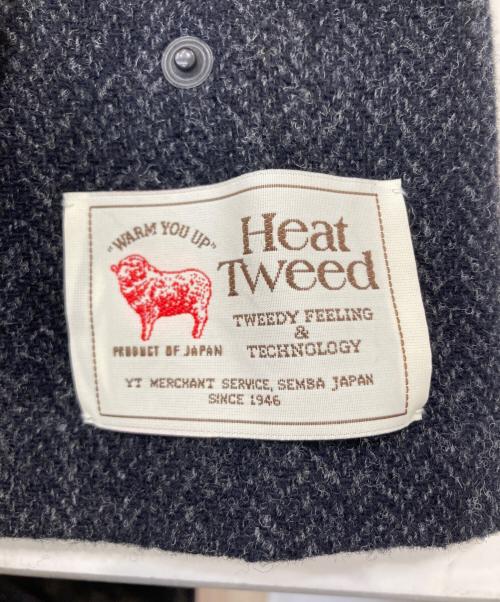 "WARM YOU UP"
Heat
Tweed
PRODUCT OF JAPAN
TWEEDY FEELING
&
TECHNOLOGY
YT MERCHANT SERVICE, SEMBA JAPAN
SINCE 1946